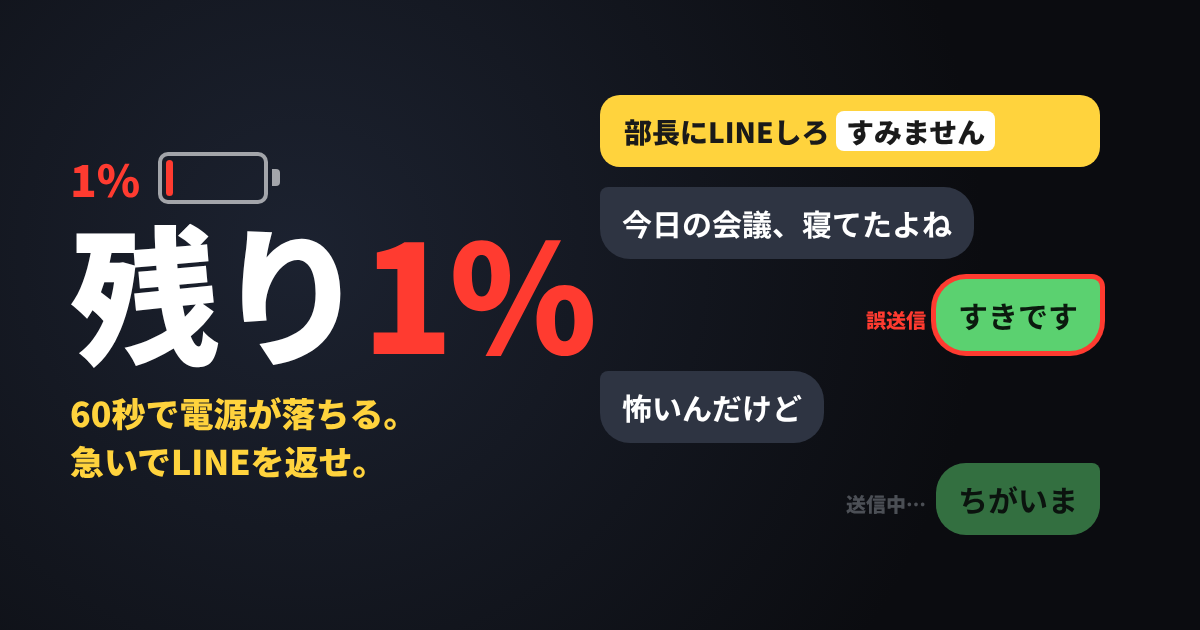 1%
残り1%
60秒で電源が落ちる。
急いでLINEを返せ。
部長にLINEしろ すみません
今日の会議、寝てたよね
誤送信 すきです
怖いんだけど
送信中… ちがいま